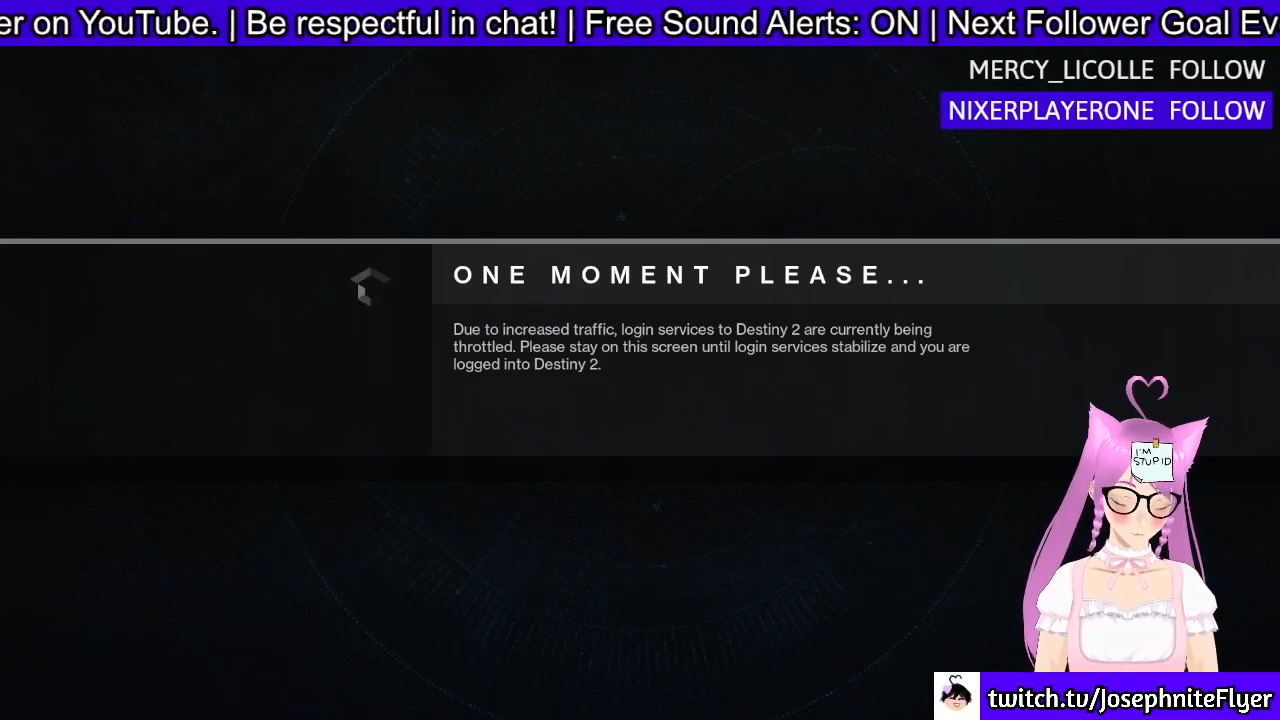 er on YouTube. | Be respectful in chat! | Free Sound Alerts: ON | Next Follower Goal Ev
MERCY_LICOLLE FOLLOW
NIXERPLAYERONE FOLLOW
ONE MOMENT PLEASE...
Due to increased traffic, login services to Destiny 2 are currently being
throttled. Please stay on this screen until login services stabilize and you are
logged into Destiny 2.
I'M
STUPID
twitch.tv/JosephniteFlyer